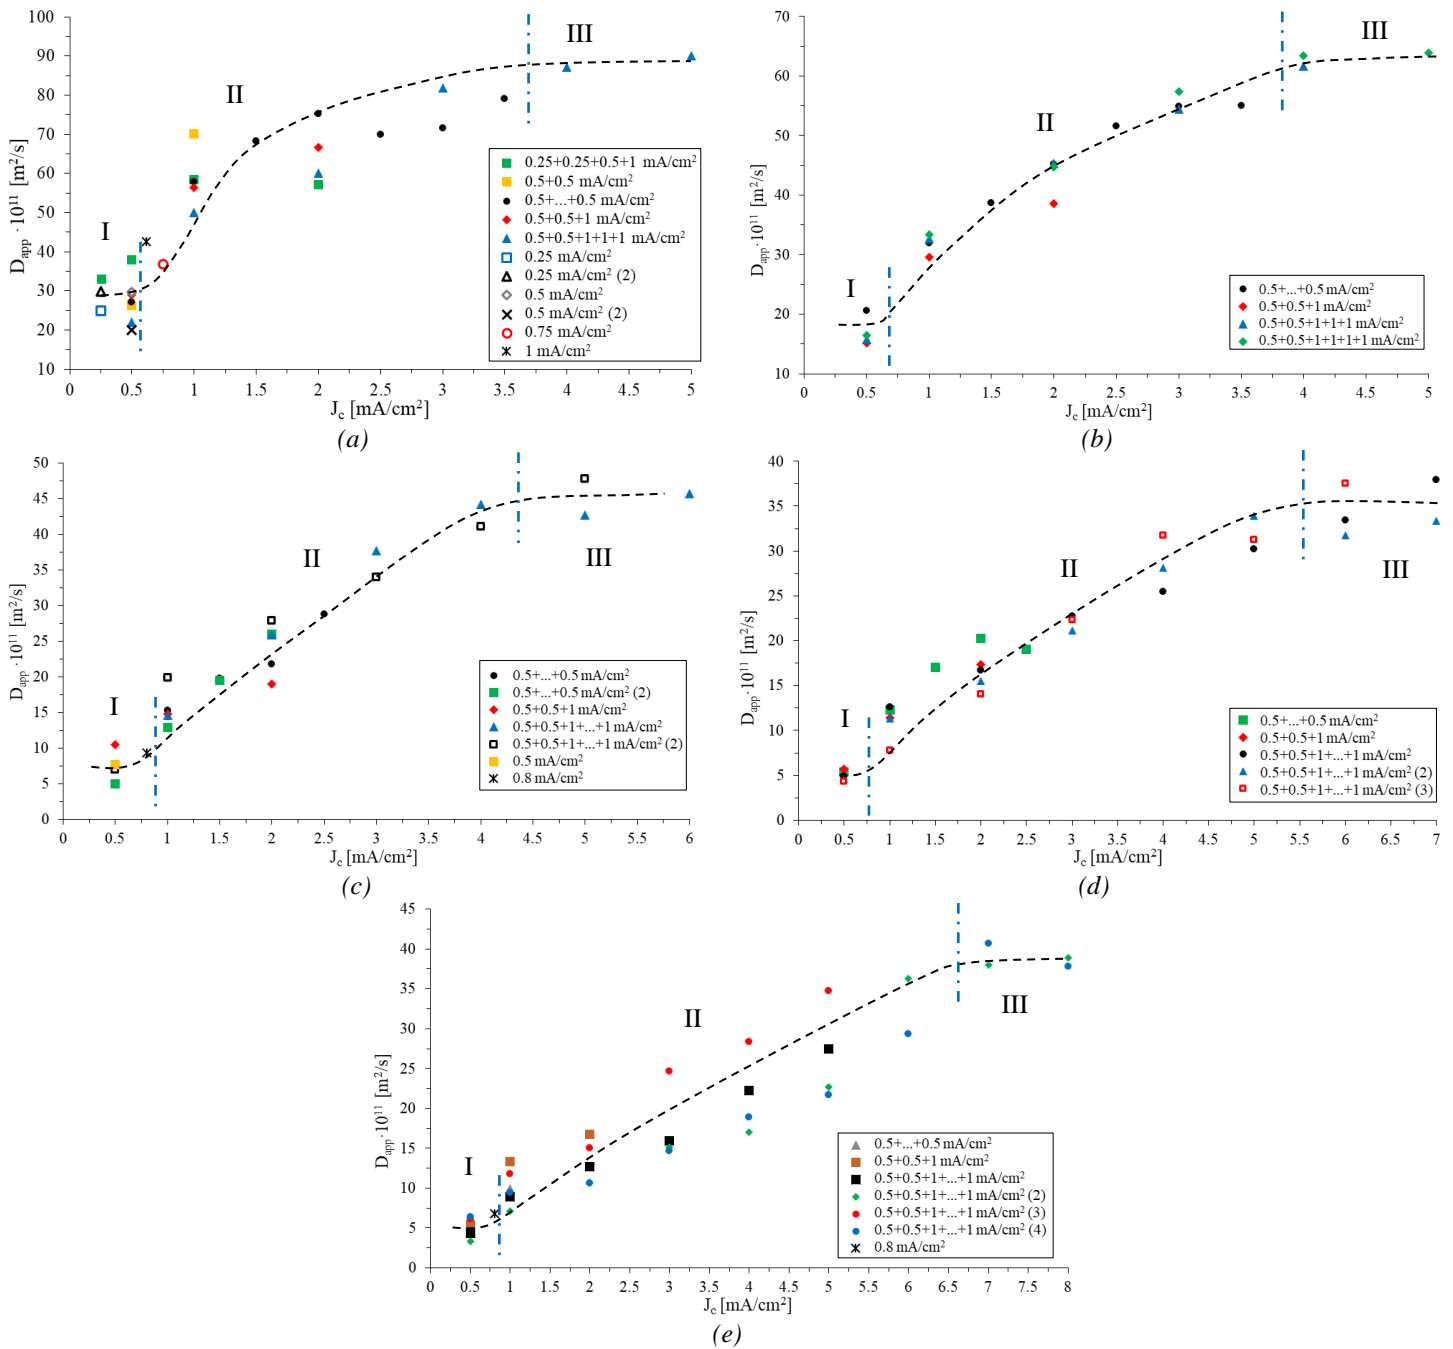 100
90
80
70
60
50
40
30
20
10
D_app · 10^11 [m²/s]
I
II
III
0.25+0.25+0.5+1 mA/cm²
0.5+0.5 mA/cm²
0.5+...+0.5 mA/cm²
0.5+0.5+1 mA/cm²
0.5+0.5+1+1+1 mA/cm²
0.25 mA/cm²
0.25 mA/cm² (2)
0.5 mA/cm²
0.5 mA/cm² (2)
0.75 mA/cm²
1 mA/cm²
0 0.5 1 1.5 2 2.5 3 3.5 4 4.5 5
J_c [mA/cm²]
(a)
70
60
50
40
30
20
10
D_app·10^11 [m²/s]
I
II
III
0.5+...+0.5 mA/cm²
0.5+0.5+1 mA/cm²
0.5+0.5+1+1+1 mA/cm²
0.5+0.5+1+1+1+1 mA/cm²
0 0.5 1 1.5 2 2.5 3 3.5 4 4.5 5
J_c [mA/cm²]
(b)
50
45
40
35
30
25
20
15
10
5
0
D_app·10^11 [m²/s]
I
II
III
0.5+...+0.5 mA/cm²
0.5+...+0.5 mA/cm² (2)
0.5+0.5+1 mA/cm²
0.5+0.5+1+...+1 mA/cm²
0.5+0.5+1+...+1 mA/cm² (2)
0.5 mA/cm²
0.8 mA/cm²
0 0.5 1 1.5 2 2.5 3 3.5 4 4.5 5 5.5 6
J_c [mA/cm²]
(c)
40
35
30
25
20
15
10
5
0
D_app·10^11 [m²/s]
I
II
III
0.5+...+0.5 mA/cm²
0.5+0.5+1 mA/cm²
0.5+0.5+1+...+1 mA/cm²
0.5+0.5+1+...+1 mA/cm² (2)
0.5+0.5+1+...+1 mA/cm² (3)
0 0.5 1 1.5 2 2.5 3 3.5 4 4.5 5 5.5 6 6.5 7
J_c [mA/cm²]
(d)
45
40
35
30
25
20
15
10
5
0
D_app·10^11 [m²/s]
I
II
III
0.5+...+0.5 mA/cm²
0.5+0.5+1 mA/cm²
0.5+0.5+1+...+1 mA/cm²
0.5+0.5+1+...+1 mA/cm² (2)
0.5+0.5+1+...+1 mA/cm² (3)
0.5+0.5+1+...+1 mA/cm² (4)
0.8 mA/cm²
0 0.5 1 1.5 2 2.5 3 3.5 4 4.5 5 5.5 6 6.5 7 7.5 8
J_c [mA/cm²]
(e)